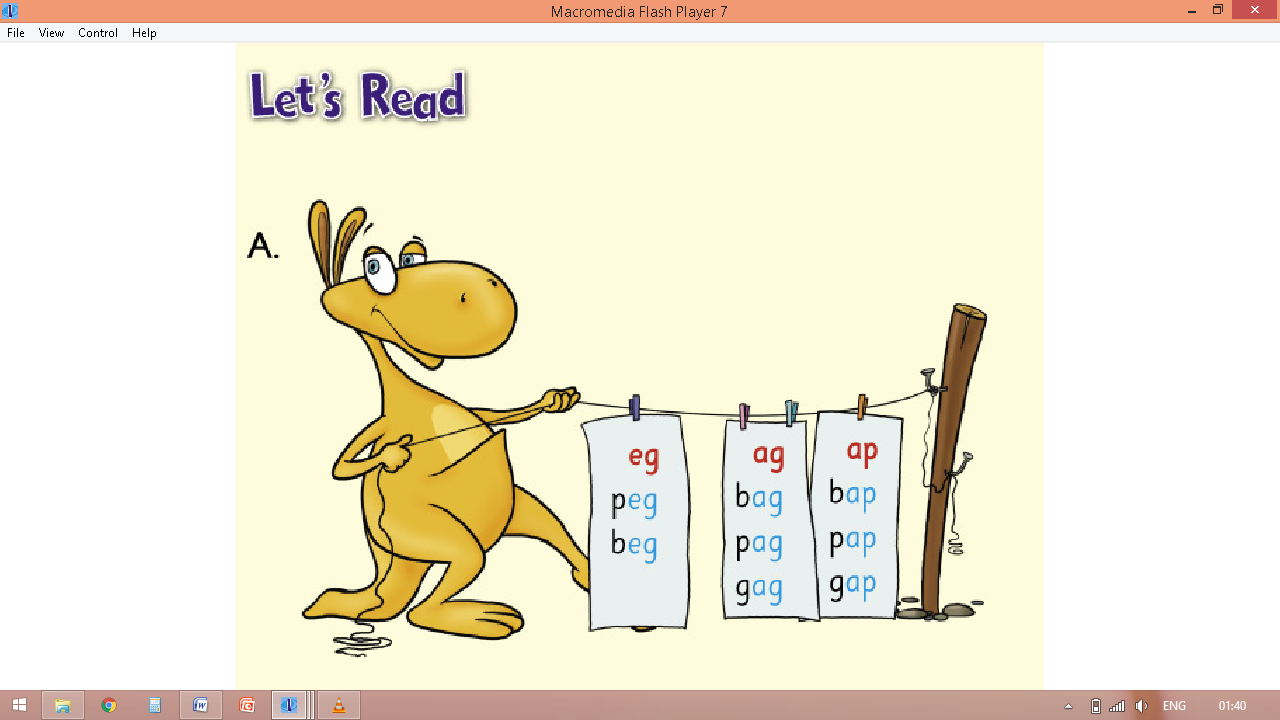 Macromedia Flash Player 7
File View Control Help
Let's Read
A.
eg
peg
beg
ag
bag
pag
gag
ap
bap
pap
gap
ENG 01:40